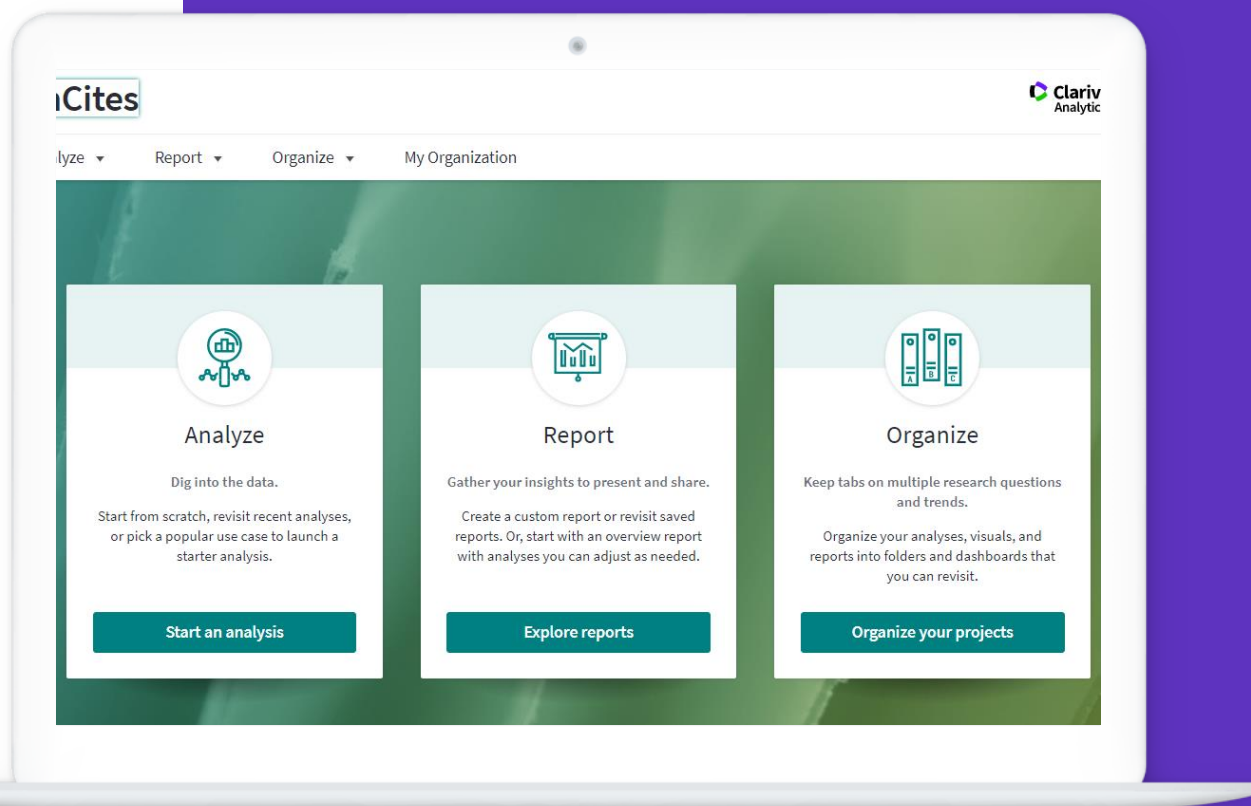 nCites
Clariv
Analytic
lyze
Report
Organize
My Organization
Analyze
Dig into the data.
Start from scratch, revisit recent analyses,
or pick a popular use case to launch a
starter analysis.
Start an analysis
Report
Gather your insights to present and share.
Create a custom report or revisit saved
reports. Or, start with an overview report
with analyses you can adjust as needed.
Explore reports
A B C
Organize
Keep tabs on multiple research questions
and trends.
Organize your analyses, visuals, and
reports into folders and dashboards that
you can revisit.
Organize your projects